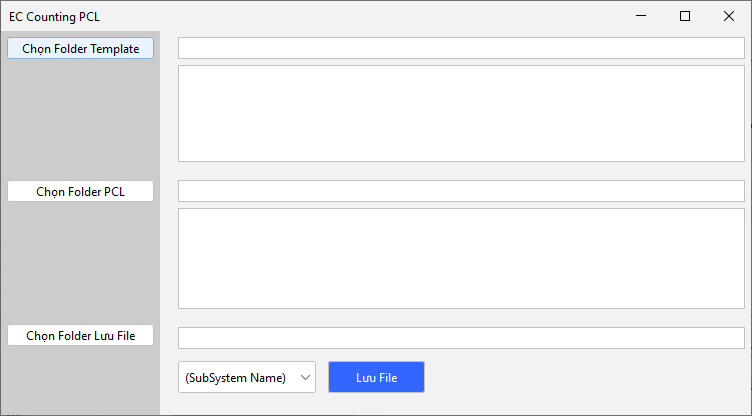 EC Counting PCL
Chọn Folder Template
Chọn Folder PCL
Chọn Folder Lưu File
(SubSystem Name)
Lưu File